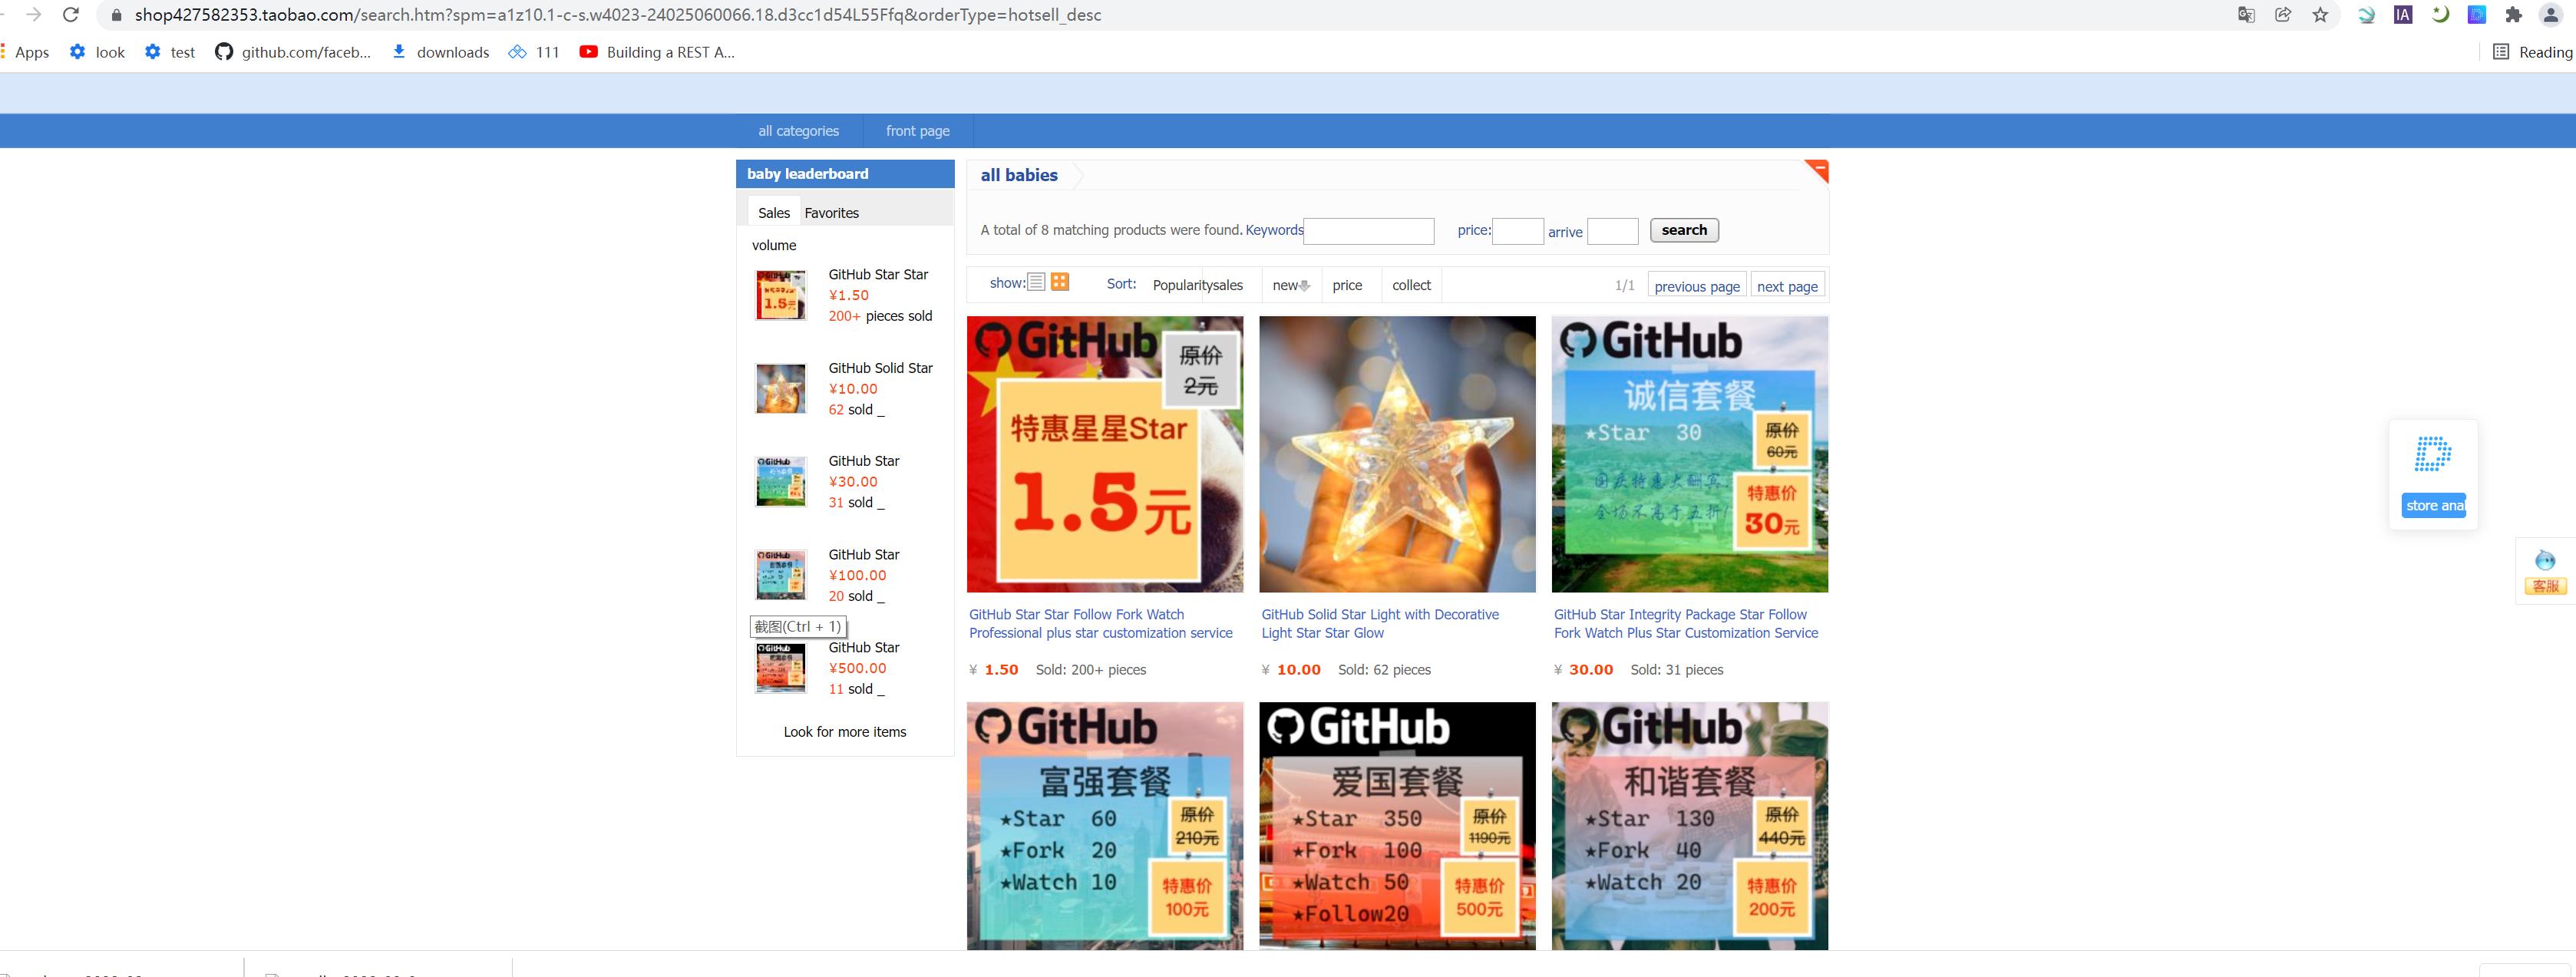 shop427582353.taobao.com/search.htm?spm=a1z10.1-c-s.w4023-24025060066.18.d3cc1d54L55Ffq&orderType=hotsell_desc
IA
Apps look test github.com/faceb... downloads 111 Building a REST A... Reading
all categories front page
baby leaderboard
Sales Favorites
volume
GitHub Star Star
¥1.50
200+ pieces sold
GitHub Solid Star
¥10.00
62 sold _
GitHub Star
¥30.00
31 sold _
GitHub Star
¥100.00
20 sold _
截图(Ctrl + 1)
GitHub Star
¥500.00
11 sold _
Look for more items
all babies
A total of 8 matching products were found. Keywords price: arrive search
show: Sort: Popularity sales new price collect 1/1 previous page next page
GitHub
原价
2元
特惠星星Star
1.5元
GitHub
诚信套餐
★Star 30
原价
60元
国庆特惠大酬宾,
全场不高于五折!
特惠价
30元
GitHub Star Star Follow Fork Watch
Professional plus star customization service
¥ 1.50 Sold: 200+ pieces
GitHub Solid Star Light with Decorative
Light Star Star Glow
¥ 10.00 Sold: 62 pieces
GitHub Star Integrity Package Star Follow
Fork Watch Plus Star Customization Service
¥ 30.00 Sold: 31 pieces
GitHub
富强套餐
★Star 60
★Fork 20
★Watch 10
原价
210元
特惠价
100元
GitHub
爱国套餐
★Star 350
★Fork 100
★Watch 50
★Follow20
原价
1190元
特惠价
500元
GitHub
和谐套餐
★Star 130
★Fork 40
★Watch 20
原价
440元
特惠价
200元
store ana
客服